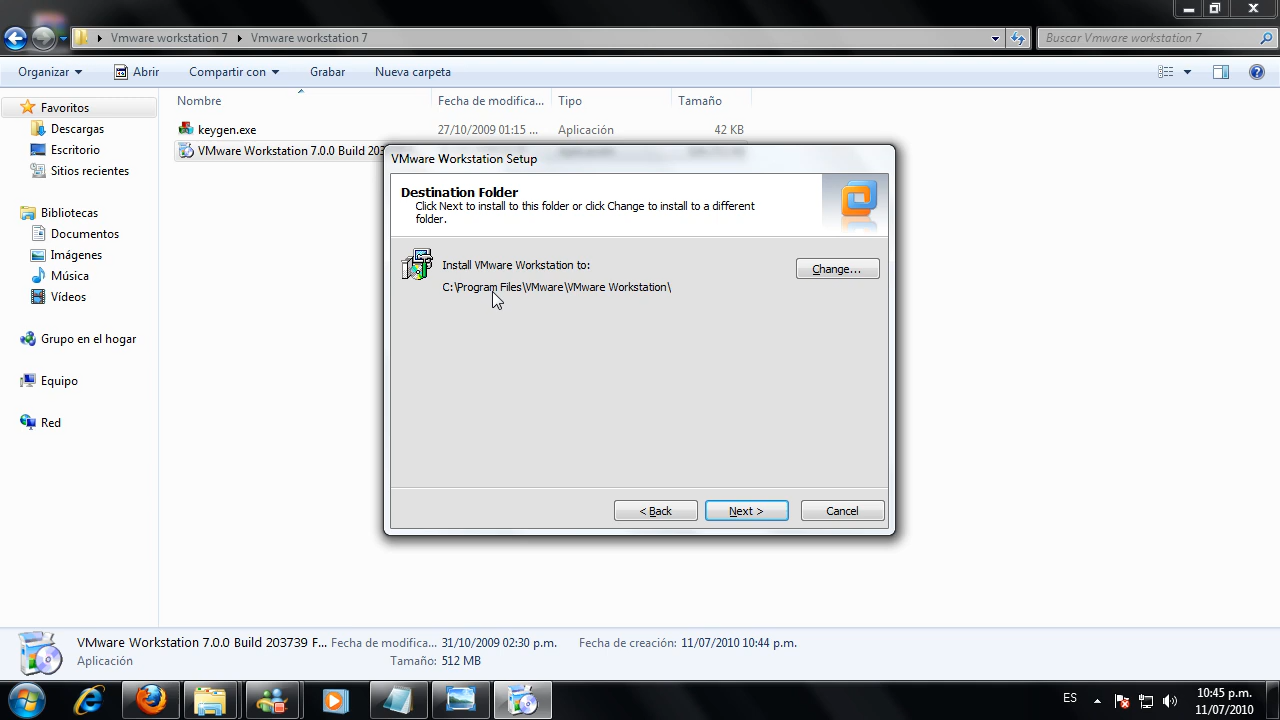 Vmware workstation 7 Vmware workstation 7 Buscar Vmware workstation 7
Organizar Abrir Compartir con Grabar Nueva carpeta
Nombre Fecha de modifica... Tipo Tamaño
Favoritos
Descargas
Escritorio
Sitios recientes
Bibliotecas
Documentos
Imágenes
Música
Vídeos
Grupo en el hogar
Equipo
Red
keygen.exe 27/10/2009 01:15 ... Aplicación 42 KB
VMware Workstation 7.0.0 Build 203
VMware Workstation Setup
Destination Folder
Click Next to install to this folder or click Change to install to a different
folder.
Install VMware Workstation to:
Change...
C:\Program Files\VMware\VMware Workstation\
< Back Next > Cancel
VMware Workstation 7.0.0 Build 203739 F... Fecha de modifica... 31/10/2009 02:30 p.m. Fecha de creación: 11/07/2010 10:44 p.m.
Aplicación Tamaño: 512 MB
ES 10:45 p.m.
11/07/2010